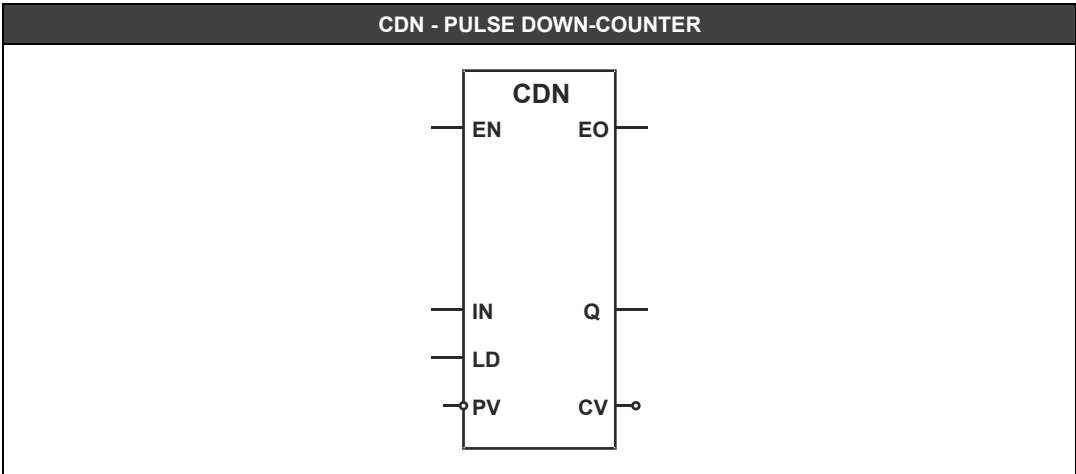 CDN - PULSE DOWN-COUNTER
CDN
EN EO
IN Q
LD
PV CV